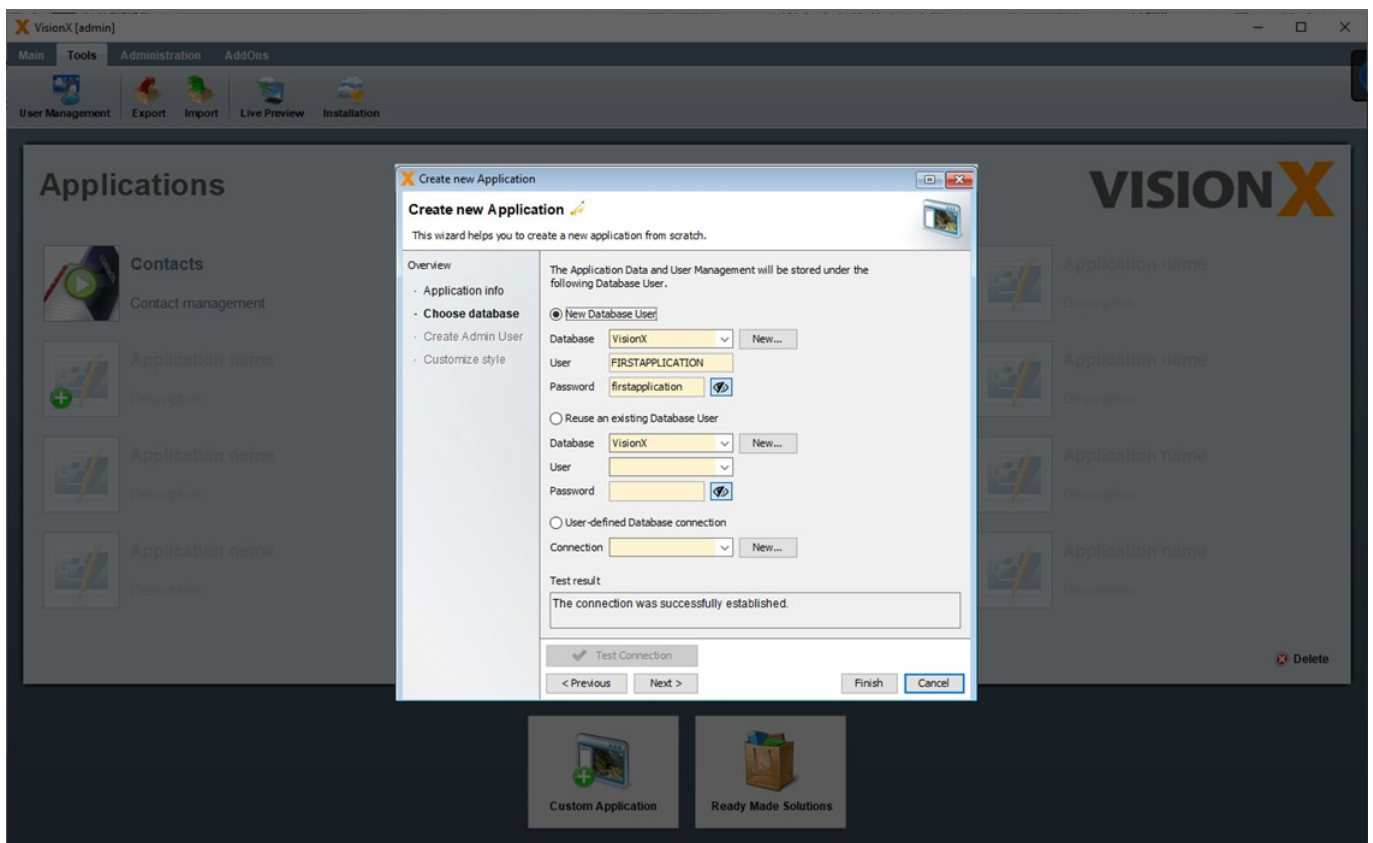 VisionX [admin]
Main Tools Administration AddOns
User Management Export Import Live Preview Installation
Applications
VISIONX
Contacts
Contact management
Application name
Description
Application name
Description
Application name
Description
Application name
Description
Application name
Description
Application name
Description
Application name
Description
Delete
Create new Application
Create new Application
This wizard helps you to create a new application from scratch.
Overview
· Application info
· Choose database
· Create Admin User
· Customize style
The Application Data and User Management will be stored under the
following Database User.
New Database User
Database VisionX New...
User FIRSTAPPLICATION
Password firstapplication
Reuse an existing Database User
Database VisionX New...
User
Password
User-defined Database connection
Connection New...
Test result
The connection was successfully established.
Test Connection
< Previous Next > Finish Cancel
Custom Application Ready Made Solutions